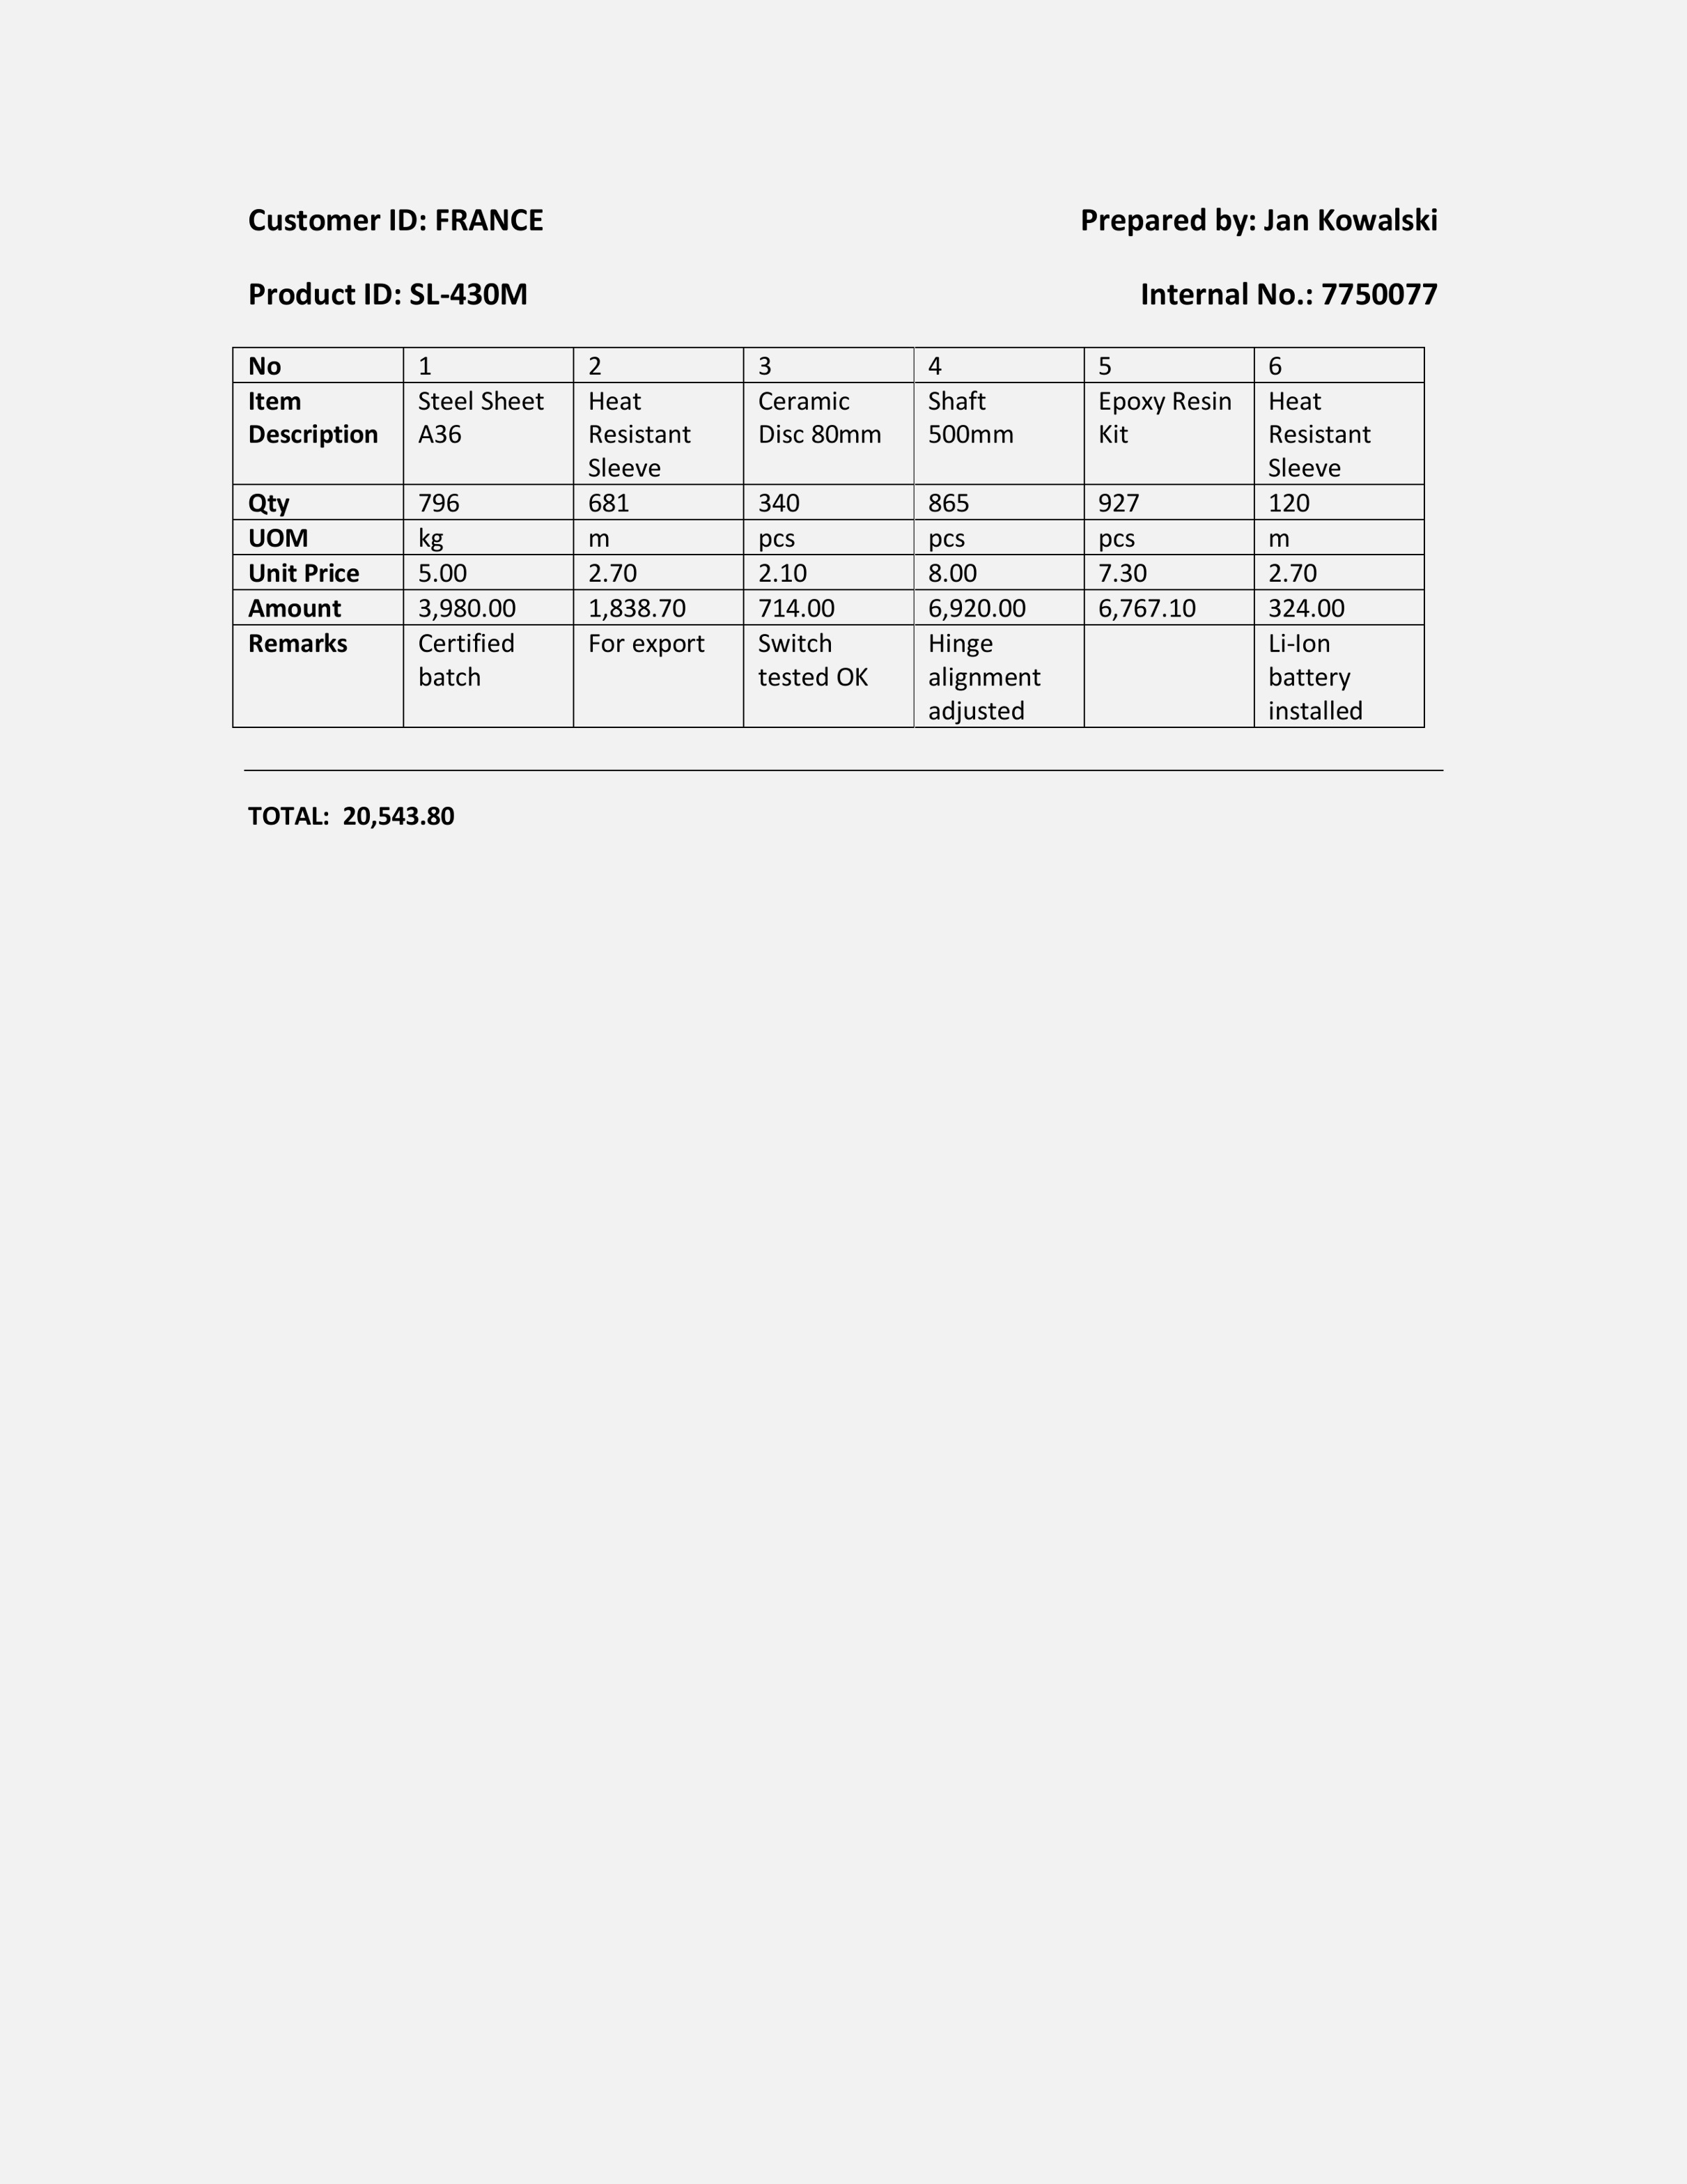 Customer ID: FRANCE Prepared by: Jan Kowalski
Product ID: SL-430M Internal No.: 7750077
No 1 2 3 4 5 6
Item Steel Sheet Heat Ceramic Shaft Epoxy Resin Heat
Description A36 Resistant Disc 80mm 500mm Kit Resistant
Sleeve Sleeve
Qty 796 681 340 865 927 120
UOM kg m pcs pcs pcs m
Unit Price 5.00 2.70 2.10 8.00 7.30 2.70
Amount 3,980.00 1,838.70 714.00 6,920.00 6,767.10 324.00
Remarks Certified For export Switch Hinge Li-Ion
batch tested OK alignment battery
adjusted installed
TOTAL: 20,543.80